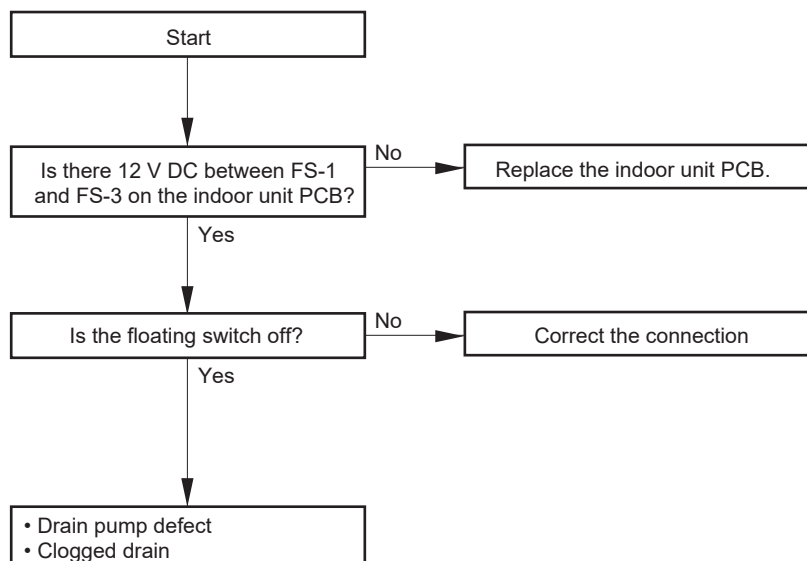 Start
Is there 12 V DC between FS-1
and FS-3 on the indoor unit PCB?
No
Replace the indoor unit PCB.
Yes
Is the floating switch off?
No
Correct the connection
Yes
• Drain pump defect
• Clogged drain